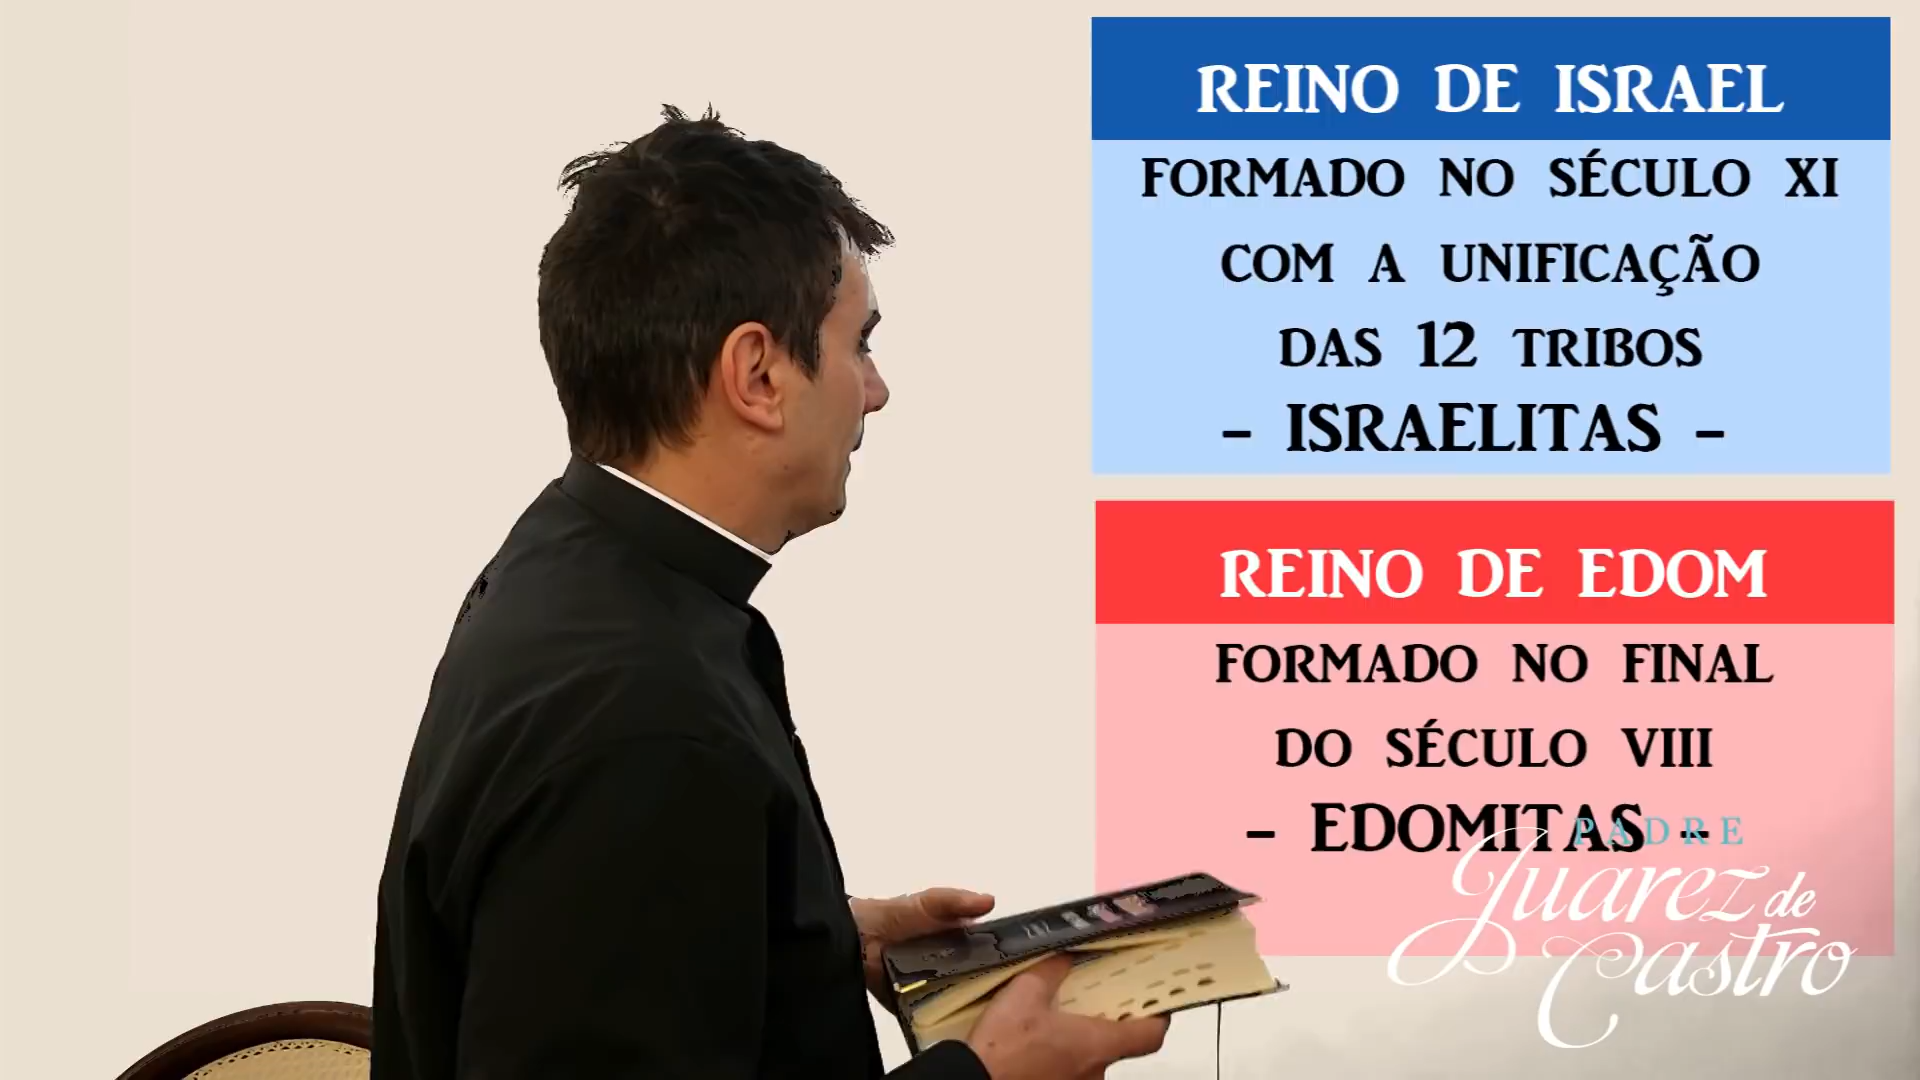 REINO DE ISRAEL
FORMADO NO SÉCULO XI
COM A UNIFICAÇÃO
DAS 12 TRIBOS
- ISRAELITAS -
REINO DE EDOM
FORMADO NO FINAL
DO SÉCULO VIII
- EDOMITAS -
PADRE
Juarez de
Castro